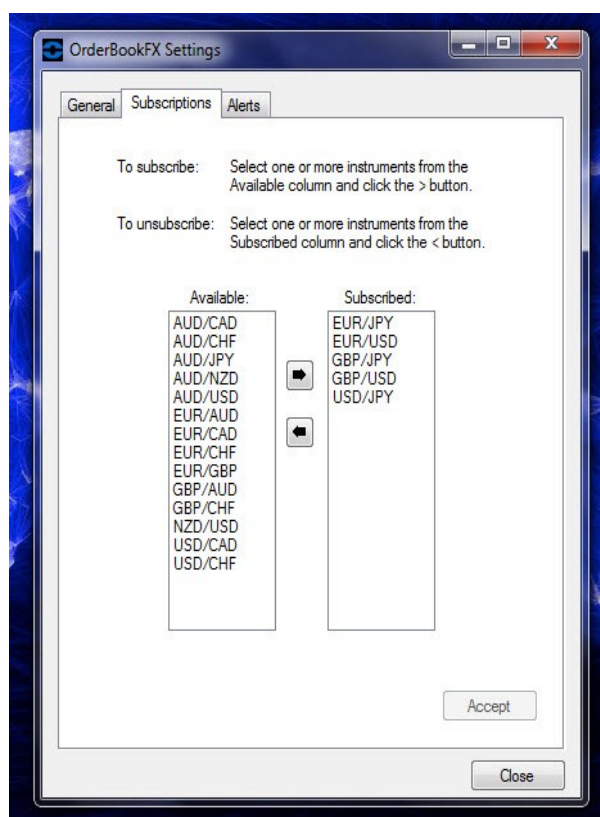 OrderBookFX Settings
General Subscriptions Alerts
To subscribe: Select one or more instruments from the
Available column and click the > button.
To unsubscribe: Select one or more instruments from the
Subscribed column and click the < button.
Available:
AUD/CAD
AUD/CHF
AUD/JPY
AUD/NZD
AUD/USD
EUR/AUD
EUR/CAD
EUR/CHF
EUR/GBP
GBP/AUD
GBP/CHF
NZD/USD
USD/CAD
USD/CHF
Subscribed:
EUR/JPY
EUR/USD
GBP/JPY
GBP/USD
USD/JPY
Accept
Close